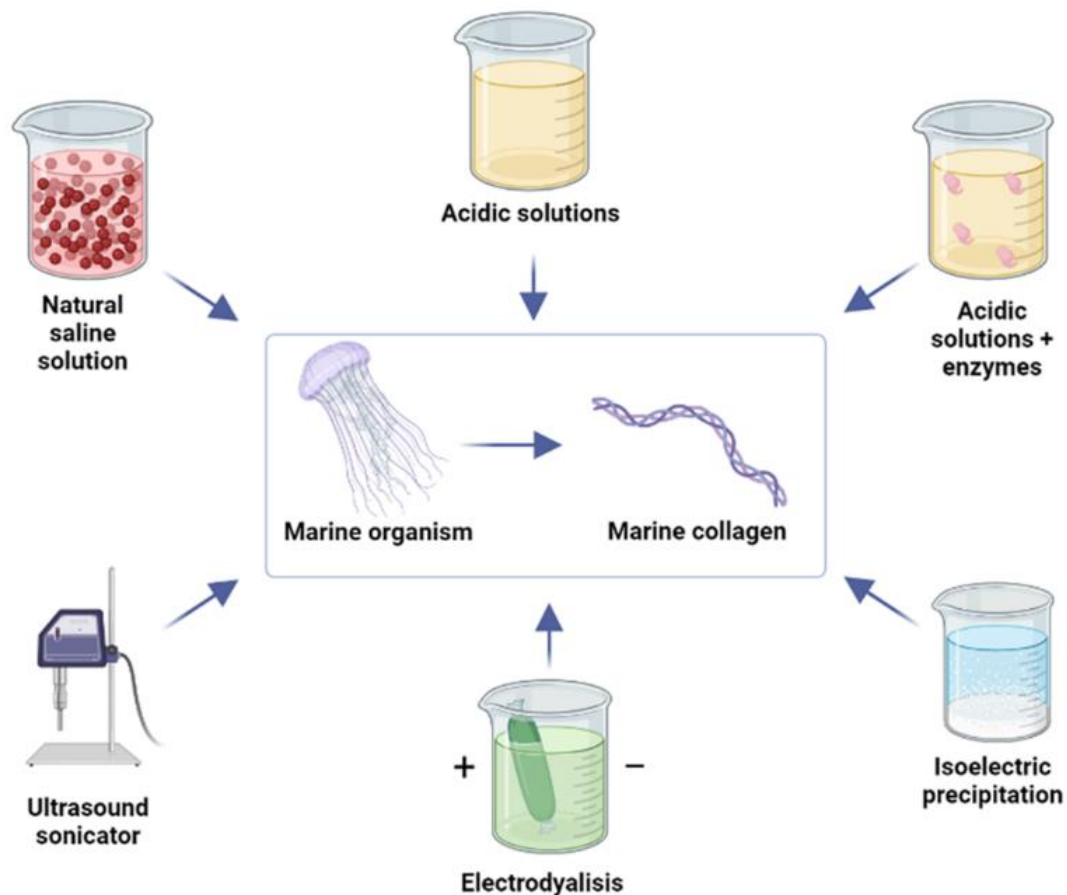 Acidic solutions
Natural
saline
solution
Acidic
solutions +
enzymes
Marine organism
Marine collagen
Ultrasound
sonicator
+
−
Electrodyalisis
Isoelectric
precipitation